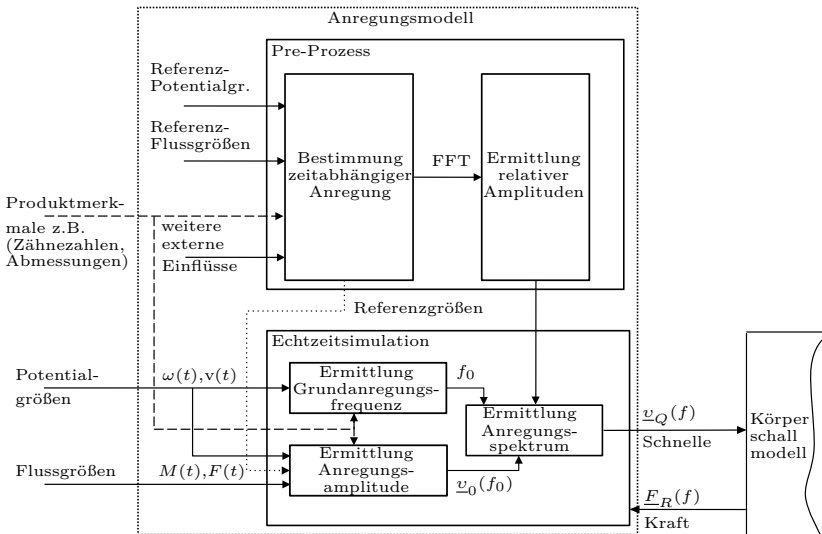 Anregungsmodell
Pre-Prozess
Referenz-
Potentialgr.
Referenz-
Flussgrößen
Bestimmung
zeitabhängiger
Anregung
FFT
Ermittlung
relativer
Amplituden
Produktmerk-
male z.B.
(Zähnezahlen,
Abmessungen)
weitere
externe
Einflüsse
Referenzgrößen
Echtzeitsimulation
Potential-
größen
ω(t),v(t)
Ermittlung
Grundanregungs-
frequenz
f₀
Ermittlung
Anregungs-
spektrum
υ_Q(f)
Schnelle
Körper
schall
modell
Flussgrößen
M(t),F(t)
Ermittlung
Anregungs-
amplitude
υ₀(f₀)
F_R(f)
Kraft